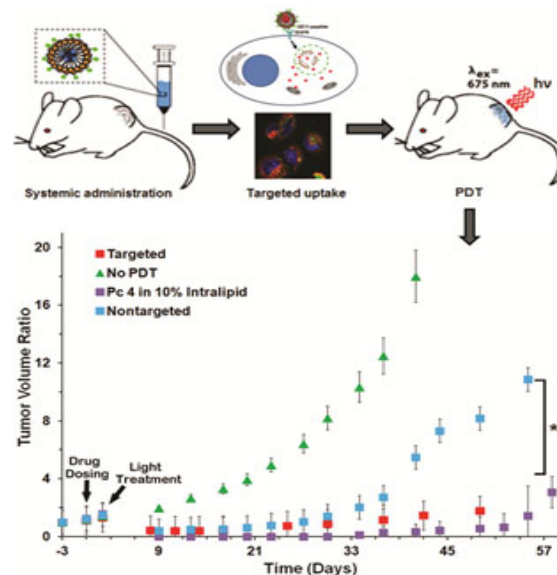 λex=
675 nm
hν
Systemic administration
Targeted uptake
PDT
20
16
12
8
4
0
Tumor Volume Ratio
Targeted
No PDT
Pc 4 in 10% Intralipid
Nontargeted
Drug
Dosing
Light
Treatment
*
-3
9
21
33
45
57
Time (Days)